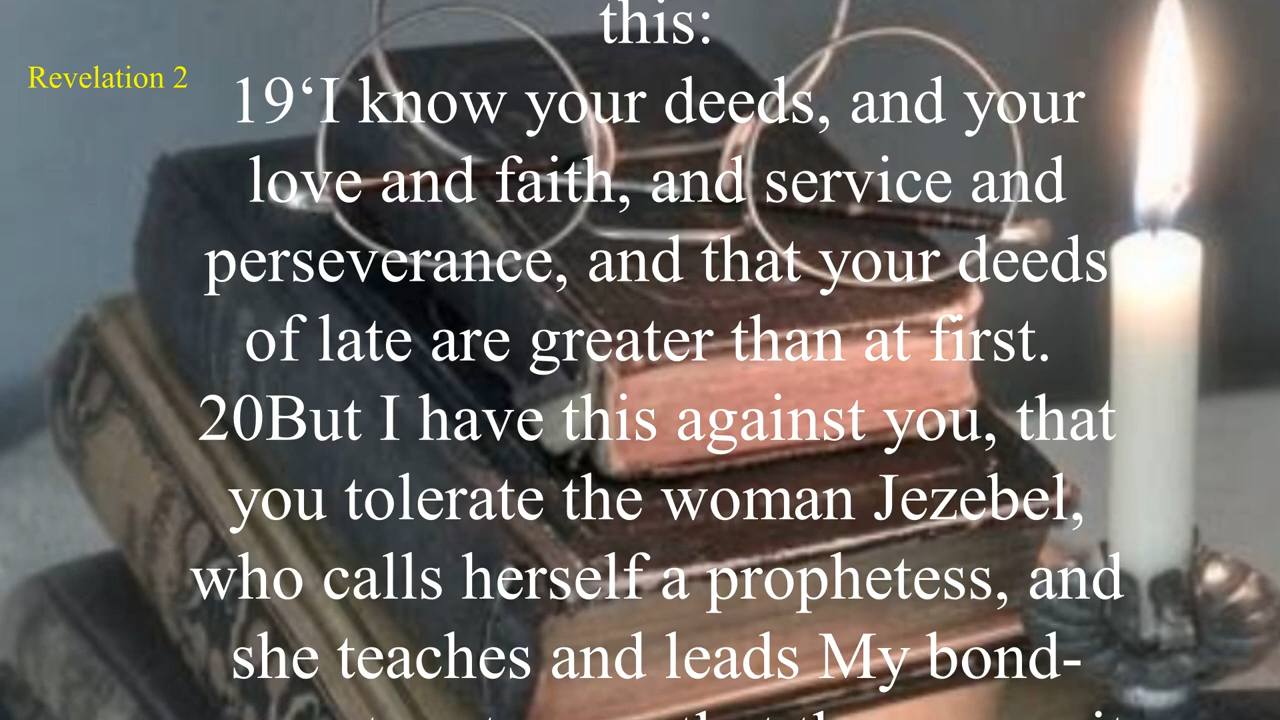 this:
Revelation 2
19‘I know your deeds, and your
love and faith, and service and
perseverance, and that your deeds
of late are greater than at first.
20But I have this against you, that
you tolerate the woman Jezebel,
who calls herself a prophetess, and
she teaches and leads My bond-